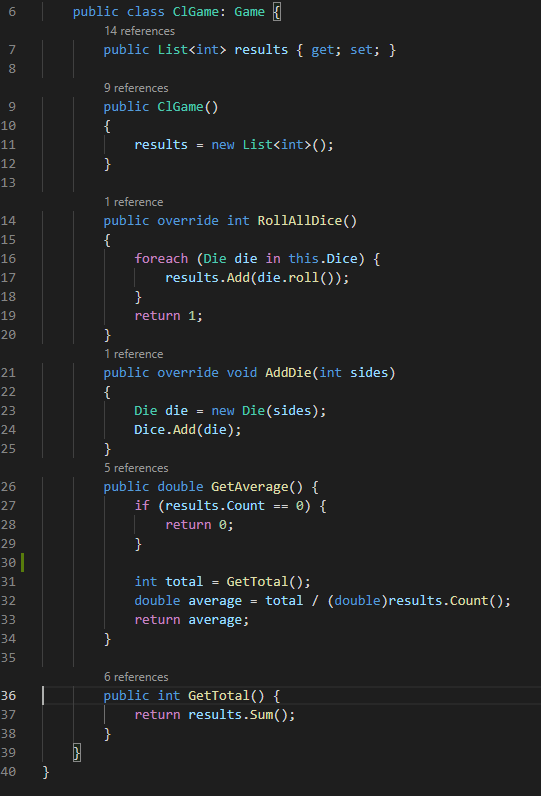 6 public class ClGame: Game {
14 references
7 public List<int> results { get; set; }
8
9 references
9 public ClGame()
10 {
11 results = new List<int>();
12 }
13
1 reference
14 public override int RollAllDice()
15 {
16 foreach (Die die in this.Dice) {
17 results.Add(die.roll());
18 }
19 return 1;
20 }
1 reference
21 public override void AddDie(int sides)
22 {
23 Die die = new Die(sides);
24 Dice.Add(die);
25 }
5 references
26 public double GetAverage() {
27 if (results.Count == 0) {
28 return 0;
29 }
30
31 int total = GetTotal();
32 double average = total / (double)results.Count();
33 return average;
34 }
35
6 references
36 public int GetTotal() {
37 return results.Sum();
38 }
39 }
40 }